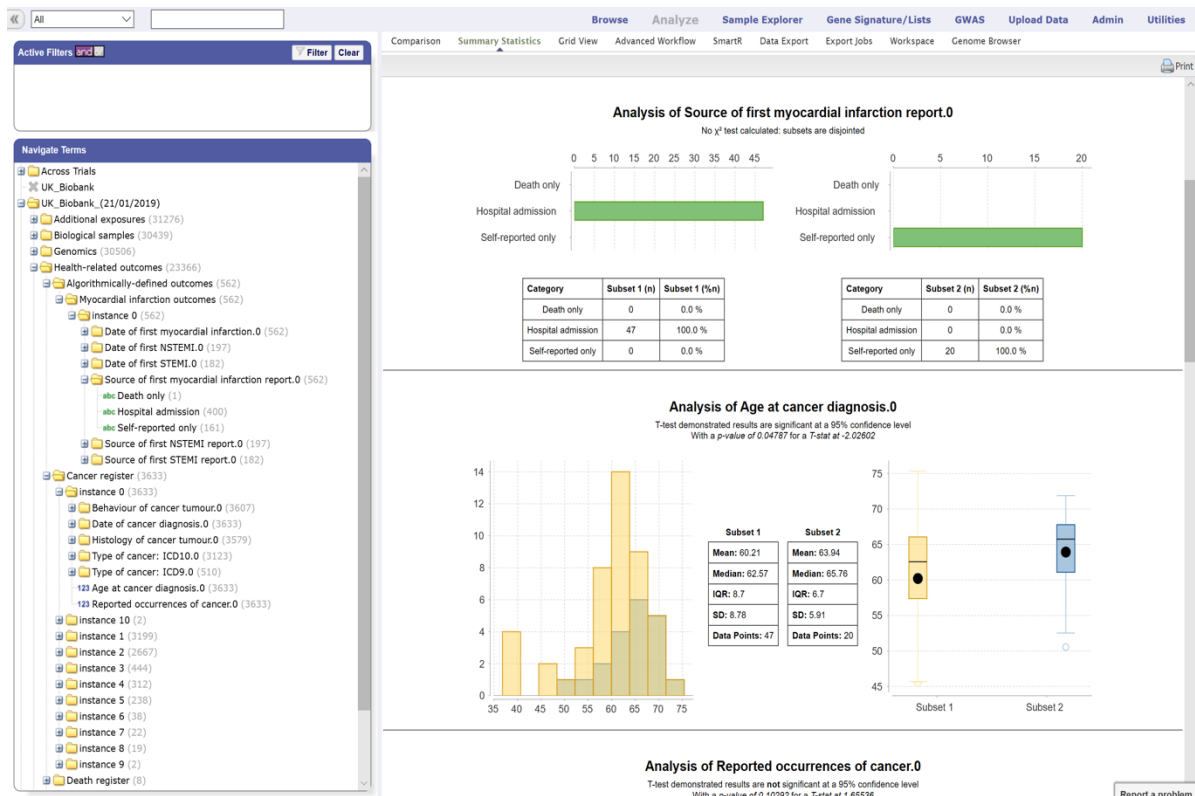 All
Browse Analyze Sample Explorer Gene Signature/Lists GWAS Upload Data Admin Utilities
Active Filters and
Filter Clear
Comparison Summary Statistics Grid View Advanced Workflow SmartR Data Export Export Jobs Workspace Genome Browser
Print
Navigate Terms
Across Trials
UK_Biobank
UK_Biobank_(21/01/2019)
Additional exposures (31276)
Biological samples (30439)
Genomics (30506)
Health-related outcomes (23366)
Algorithmically-defined outcomes (562)
Myocardial infarction outcomes (562)
instance 0 (562)
Date of first myocardial infarction.0 (562)
Date of first NSTEMI.0 (197)
Date of first STEMI.0 (182)
Source of first myocardial infarction report.0 (562)
abc Death only (1)
abc Hospital admission (400)
abc Self-reported only (161)
Source of first NSTEMI report.0 (197)
Source of first STEMI report.0 (182)
Cancer register (3633)
instance 0 (3633)
Behaviour of cancer tumour.0 (3607)
Date of cancer diagnosis.0 (3633)
Histology of cancer tumour.0 (3579)
Type of cancer: ICD10.0 (3123)
Type of cancer: ICD9.0 (510)
123 Age at cancer diagnosis.0 (3633)
123 Reported occurrences of cancer.0 (3633)
instance 10 (2)
instance 1 (3199)
instance 2 (2667)
instance 3 (444)
instance 4 (312)
instance 5 (238)
instance 6 (38)
instance 7 (22)
instance 8 (19)
instance 9 (2)
Death register (8)
Analysis of Source of first myocardial infarction report.0
No χ² test calculated: subsets are disjointed
0 5 10 15 20 25 30 35 40 45
Death only
Hospital admission
Self-reported only
0 5 10 15 20
Death only
Hospital admission
Self-reported only
Category Subset 1 (n) Subset 1 (%n)
Death only 0 0.0 %
Hospital admission 47 100.0 %
Self-reported only 0 0.0 %
Category Subset 2 (n) Subset 2 (%n)
Death only 0 0.0 %
Hospital admission 0 0.0 %
Self-reported only 20 100.0 %
Analysis of Age at cancer diagnosis.0
T-test demonstrated results are significant at a 95% confidence level
With a p-value of 0.04787 for a T-stat at -2.02602
14
12
10
8
6
4
2
0
35 40 45 50 55 60 65 70 75
Subset 1
Mean: 60.21
Median: 62.57
IQR: 8.7
SD: 8.78
Data Points: 47
Subset 2
Mean: 63.94
Median: 65.76
IQR: 6.7
SD: 5.91
Data Points: 20
75
70
65
60
55
50
45
Subset 1 Subset 2
Analysis of Reported occurrences of cancer.0
T-test demonstrated results are not significant at a 95% confidence level
With a p-value of 0.10292 for a T-stat at 1.65536
Report a problem